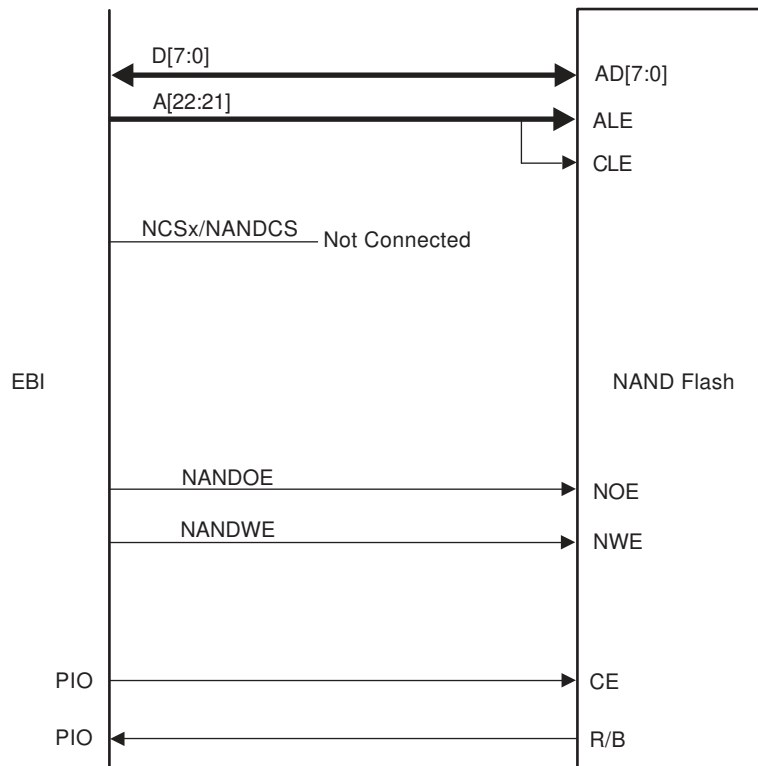 D[7:0]
AD[7:0]
A[22:21]
ALE
CLE
NCSx/NANDCS
Not Connected
EBI
NAND Flash
NANDOE
NOE
NANDWE
NWE
PIO
CE
PIO
R/B